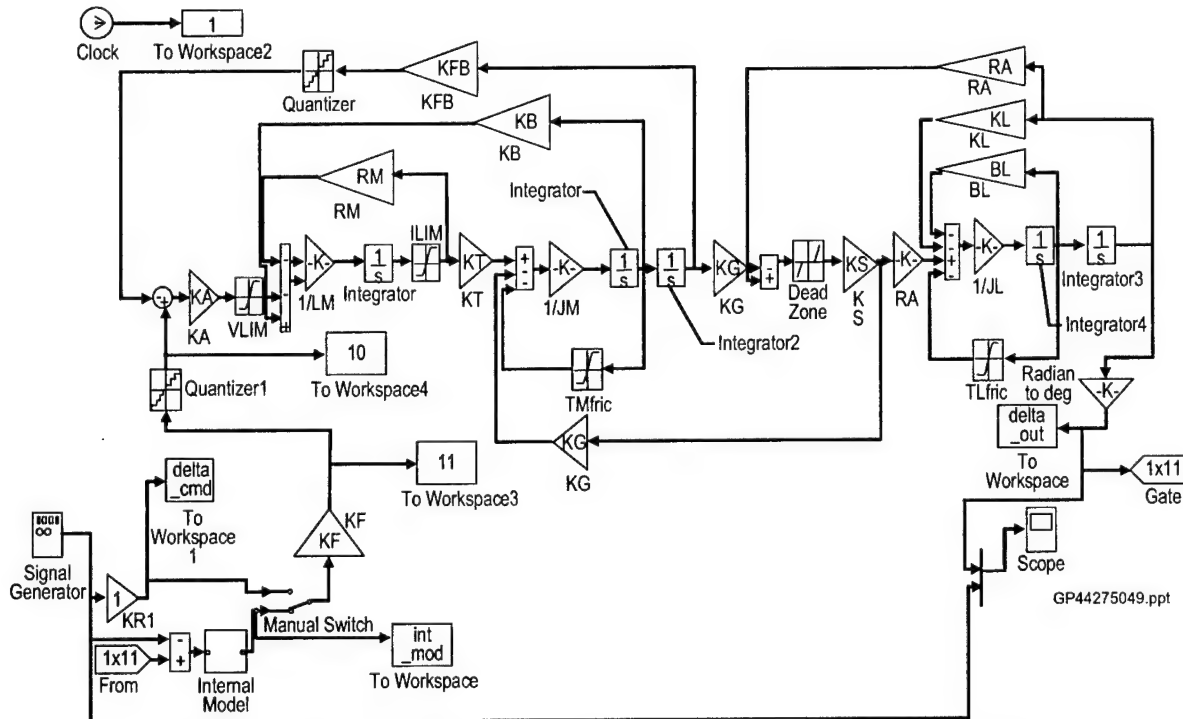 Clock
1
To Workspace2
Quantizer
KFB
KFB
KB
KB
RM
RM
RA
RA
KL
KL
BL
BL
KA
KA
VLIM
-K-
1/LM
1
s
Integrator
ILIM
KT
KT
-K-
1/JM
Integrator
1
s
1
s
Integrator2
KG
KG
Dead
Zone
KS
K
S
-K-
RA
-K-
1/JL
1
s
1
s
Integrator3
Integrator4
TMfric
TLfric
KG
KG
Radian
to deg
-K-
delta
_out
To
Workspace
1x11
Gate
10
To Workspace4
Quantizer1
11
To Workspace3
delta
_cmd
To
Workspace
1
KF
KF
Signal
Generator
1
KR1
Manual Switch
1x11
From
Internal
Model
int
_mod
To Workspace
Scope
GP44275049.ppt